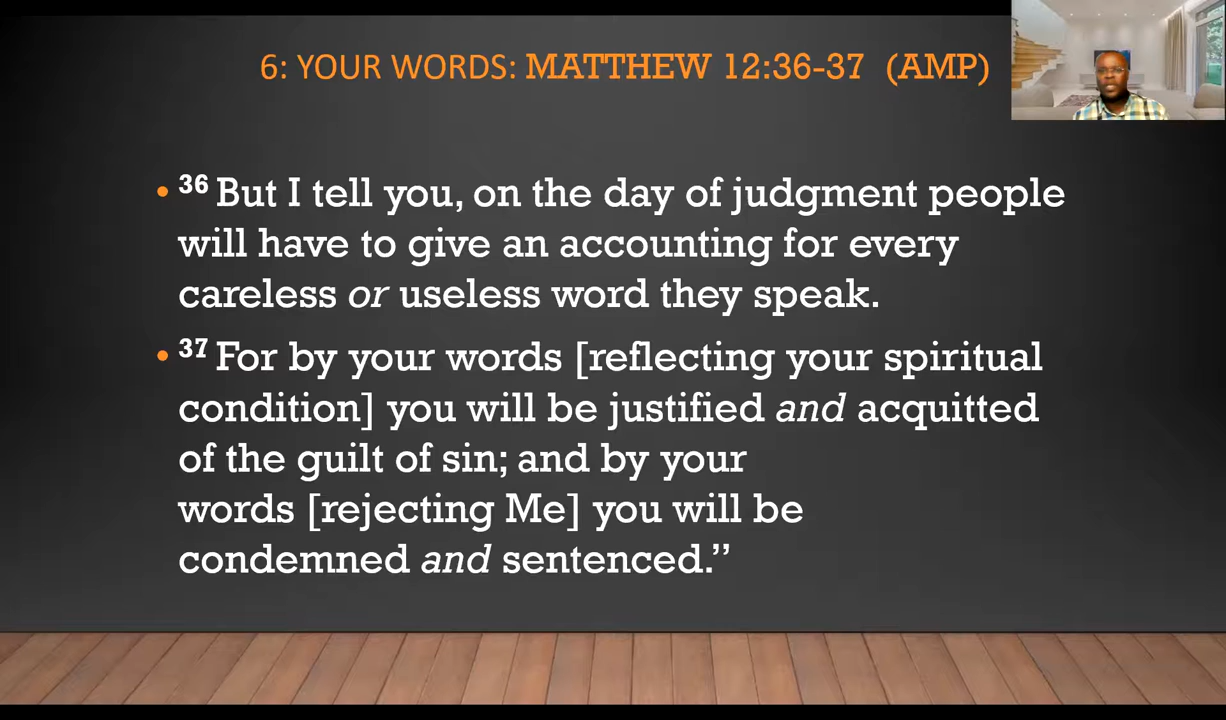 6: YOUR WORDS: MATTHEW 12:36-37 (AMP)
• 36 But I tell you, on the day of judgment people
will have to give an accounting for every
careless or useless word they speak.
• 37 For by your words [reflecting your spiritual
condition] you will be justified and acquitted
of the guilt of sin; and by your
words [rejecting Me] you will be
condemned and sentenced.”